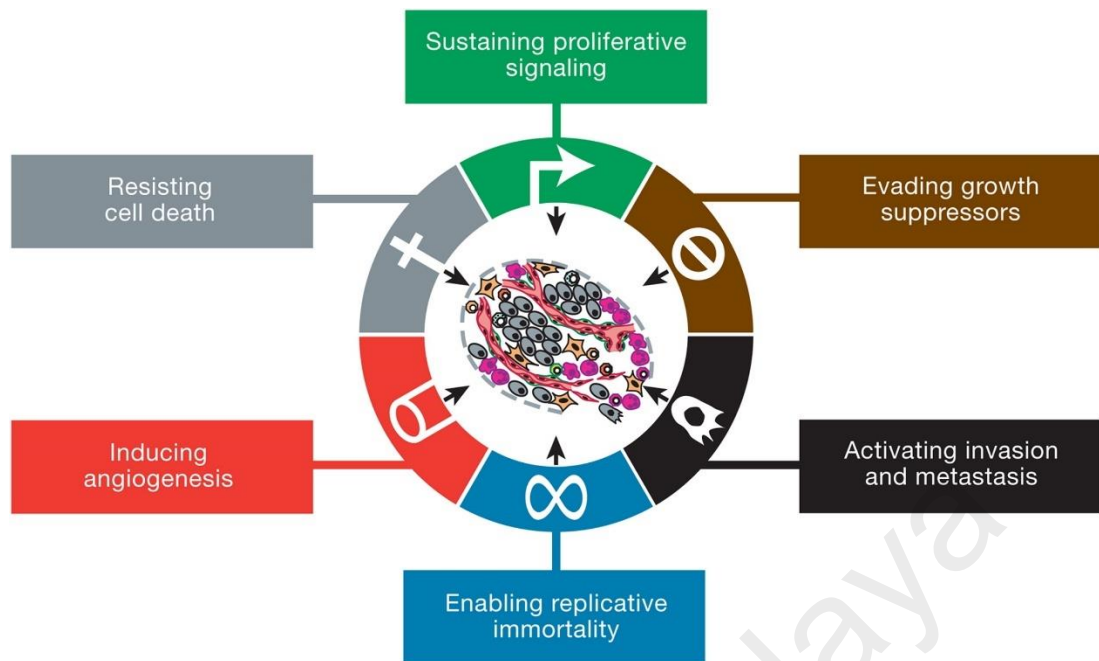 Sustaining proliferative
signaling
Resisting
cell death
Evading growth
suppressors
Inducing
angiogenesis
Activating invasion
and metastasis
Enabling replicative
immortality